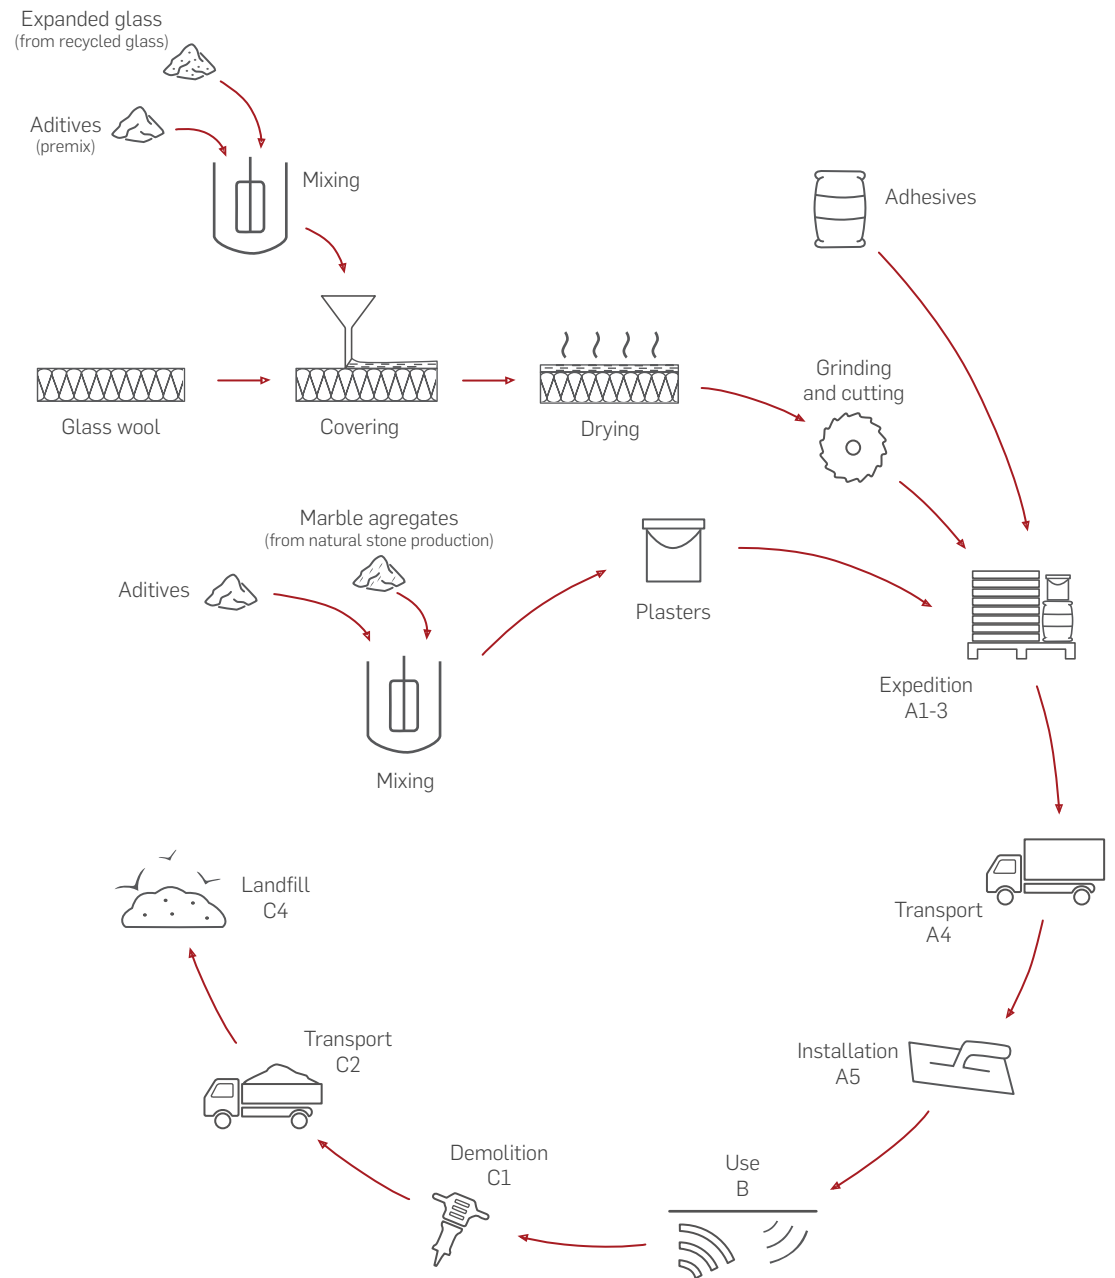 Expanded glass
(from recycled glass)
Aditives
(premix)
Mixing
Adhesives
Glass wool
Covering
Drying
Grinding
and cutting
Marble agregates
(from natural stone production)
Aditives
Mixing
Plasters
Expedition
A1-3
Transport
A4
Installation
A5
Use
B
Demolition
C1
Transport
C2
Landfill
C4